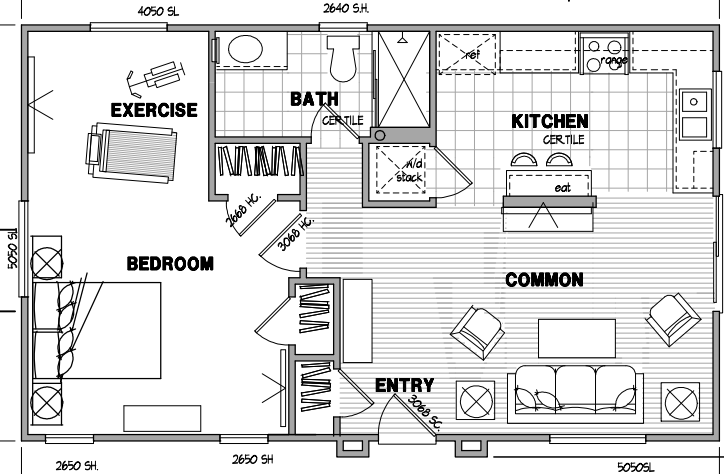 4050 SL
2640 S.H.
ref
range
EXERCISE
BATH
CER.TILE
KITCHEN
CER.TILE
w/d
stack
eat
2668 HC.
3068 HC.
5050 SL
BEDROOM
COMMON
ENTRY
3068 SC.
2650 SH.
2650 SH
5050SL